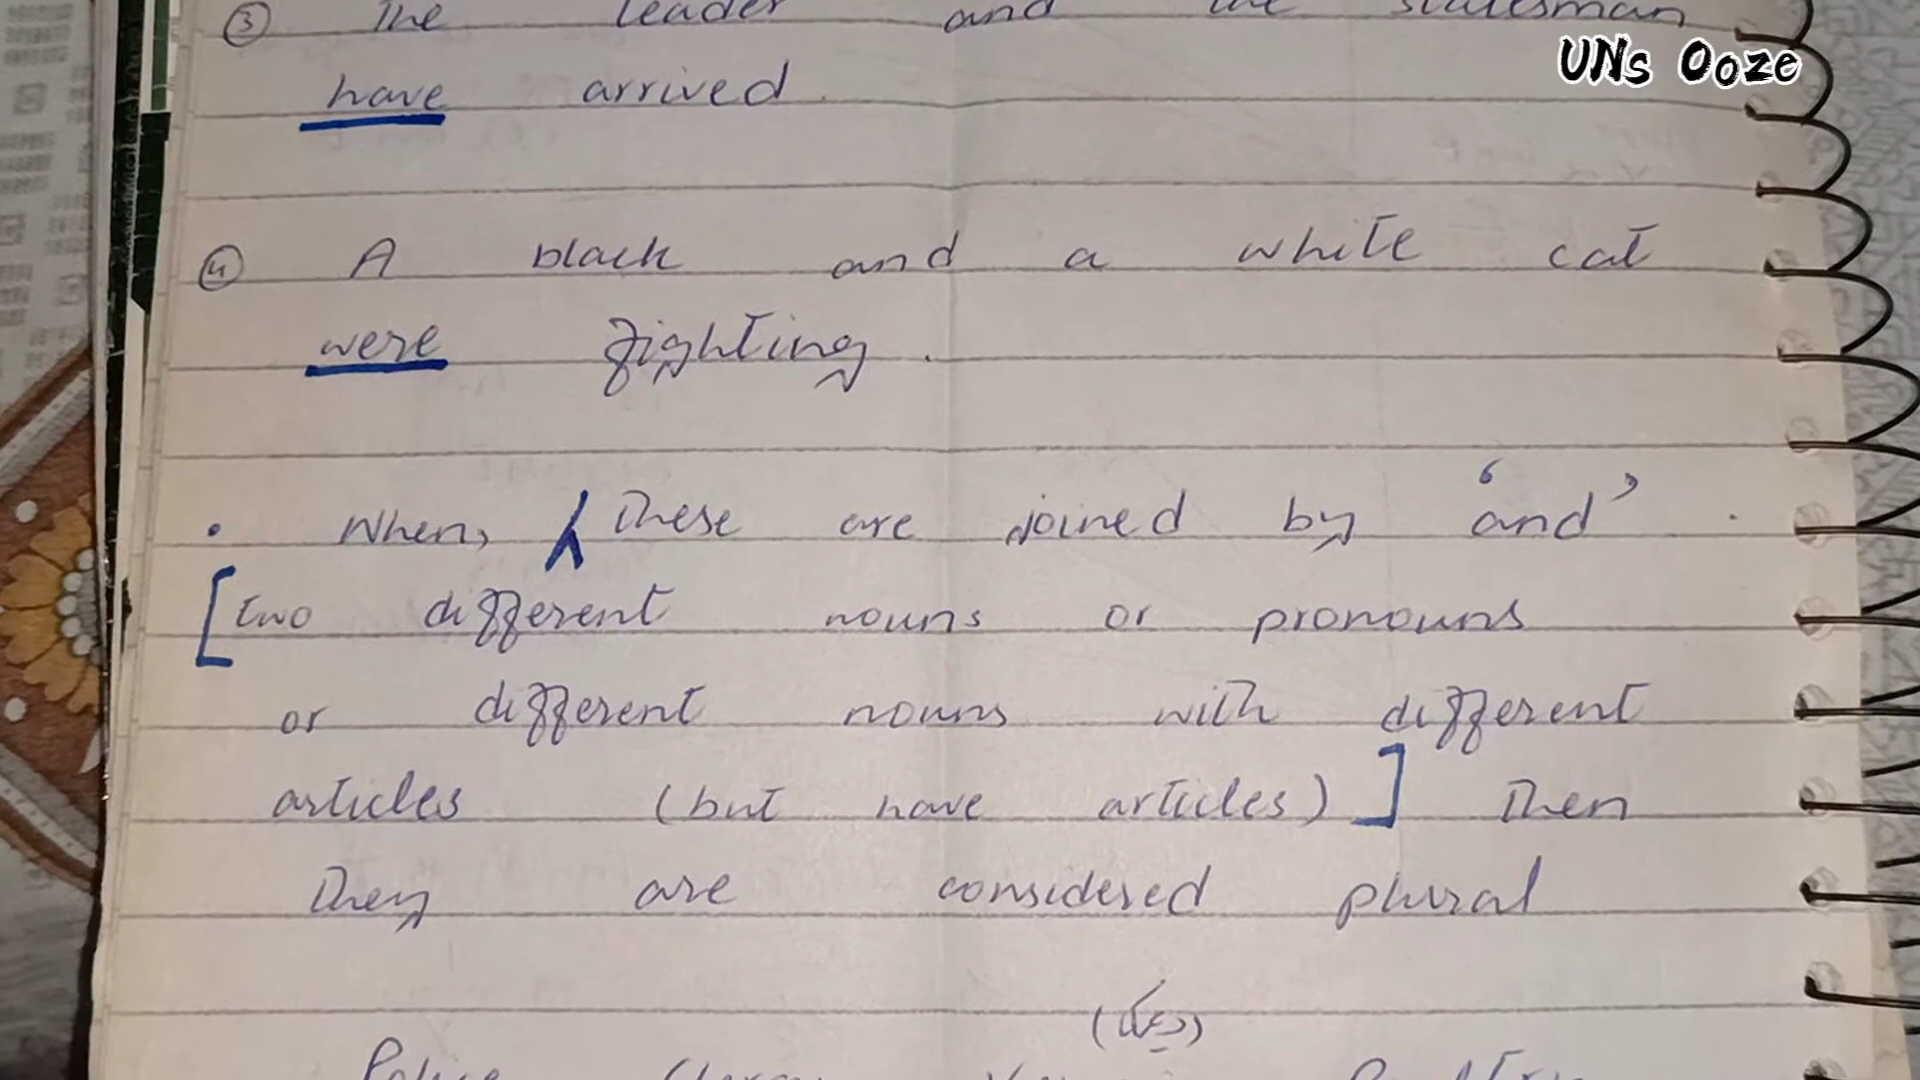 ③ The leader and the statesman
UNs Ooze
have arrived.
④ A black and a white cat
were fighting.
• When, these are joined by 'and'.
[two different nouns or pronouns
or different nouns with different
articles (but have articles)] Then
They are considered plural
Police